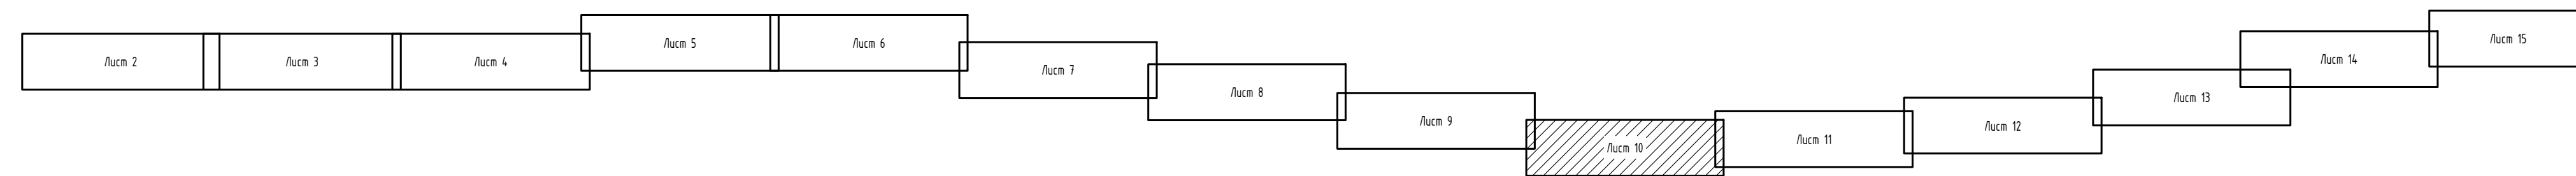 Лист 2
Лист 3
Лист 4
Лист 5
Лист 6
Лист 7
Лист 8
Лист 9
Лист 10
Лист 11
Лист 12
Лист 13
Лист 14
Лист 15